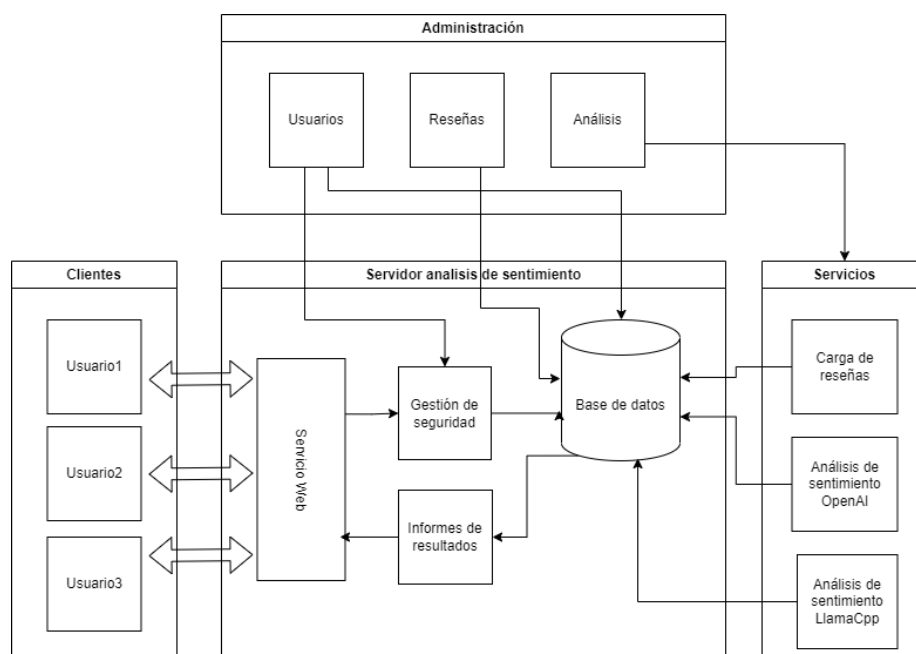 Administración
Usuarios
Reseñas
Análisis
Clientes
Usuario1
Usuario2
Usuario3
Servidor analisis de sentimiento
Servicio Web
Gestión de
seguridad
Informes de
resultados
Base de datos
Servicios
Carga de
reseñas
Análisis de
sentimiento
OpenAI
Análisis de
sentimiento
LlamaCpp